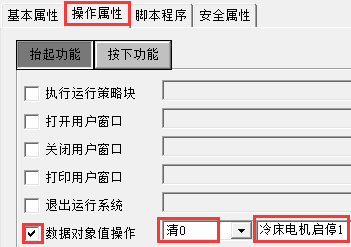 基本属性 操作属性 脚本程序 安全属性
抬起功能 按下功能
执行运行策略块
打开用户窗口
关闭用户窗口
打印用户窗口
退出运行系统
数据对象值操作 清0 冷床电机启停1